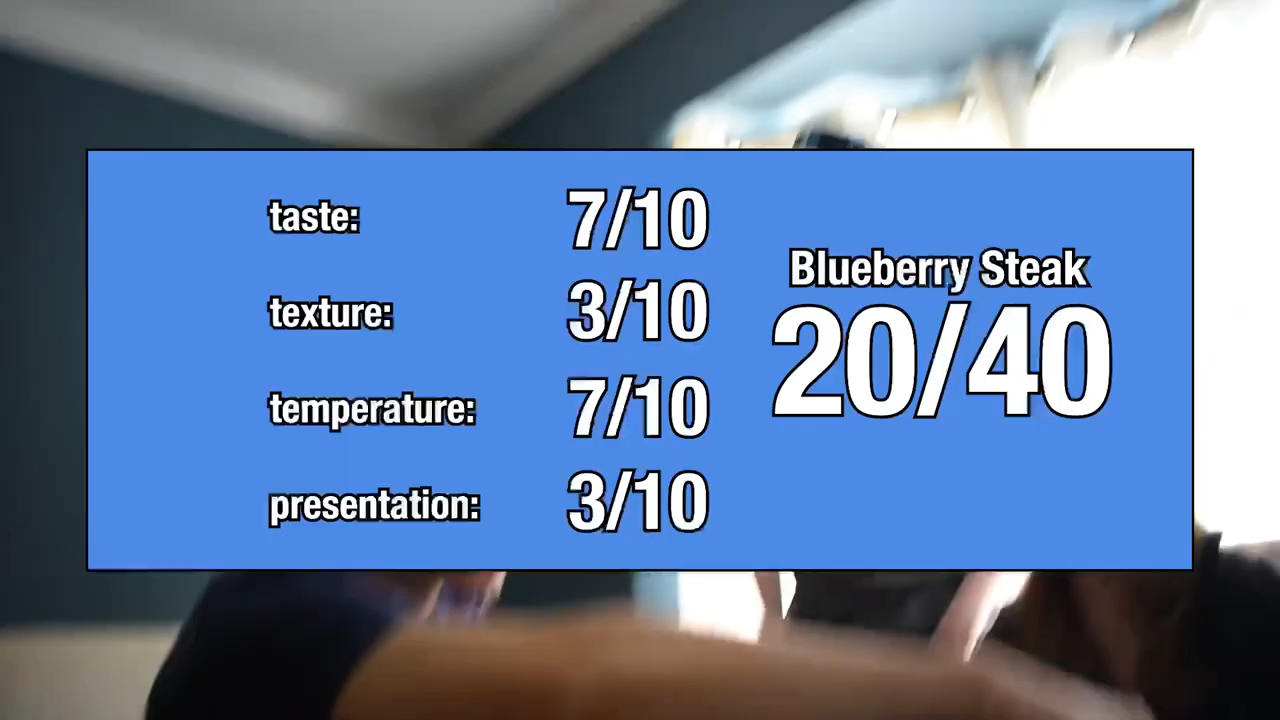 taste: 7/10
texture: 3/10
temperature: 7/10
presentation: 3/10
Blueberry Steak
20/40